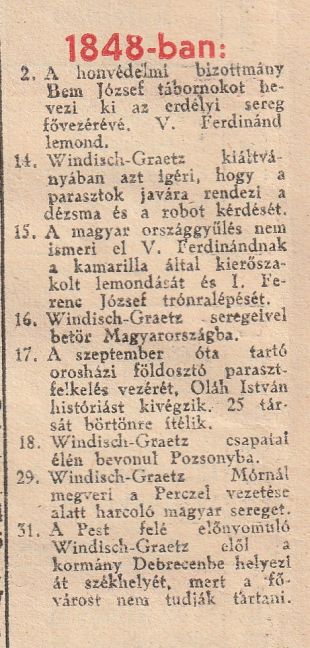 1848-ban:
2. A honvédelmi bizottmány
Bem József tábornokot he-
vezi ki az erdélyi sereg
fővezérévé. V. Ferdinánd
lemond.
14. Windisch-Graetz kiáltvá-
nyában azt igéri, hogy a
parasztok javára rendezi a
dézsma és a robot kérdését.
15. A magyar országgyűlés nem
ismeri el V. Ferdinándnak
a kamarilla által kierősza-
kolt lemondását és I. Fe-
renc József trónralépését.
16. Windisch-Graetz seregeivel
betör Magyarországba.
17. A szeptember óta tartó
orosházi földosztó paraszt-
felkelés vezérét, Oláh István
históriást kivégzik. 25 tár-
sát börtönre ítélik.
18. Windisch-Graetz csapatai
élén bevonul Pozsonyba.
29. Windisch-Graetz Mórnál
megveri a Perczel vezetése
alatt harcoló magyar sereget.
31. A Pest felé előnyomuló
Windisch-Graetz elől a
kormány Debrecenbe helyezi
át székhelyét, mert a fő-
várost nem tudják tartani.